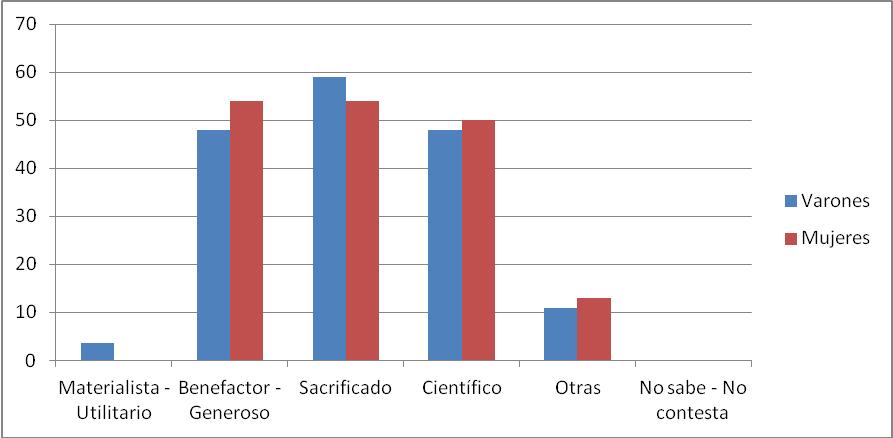 70
60
50
40
30
20
10
0
Materialista -
Utilitario
Benefactor -
Generoso
Sacrificado
Científico
Otras
No sabe - No
contesta
Varones
Mujeres